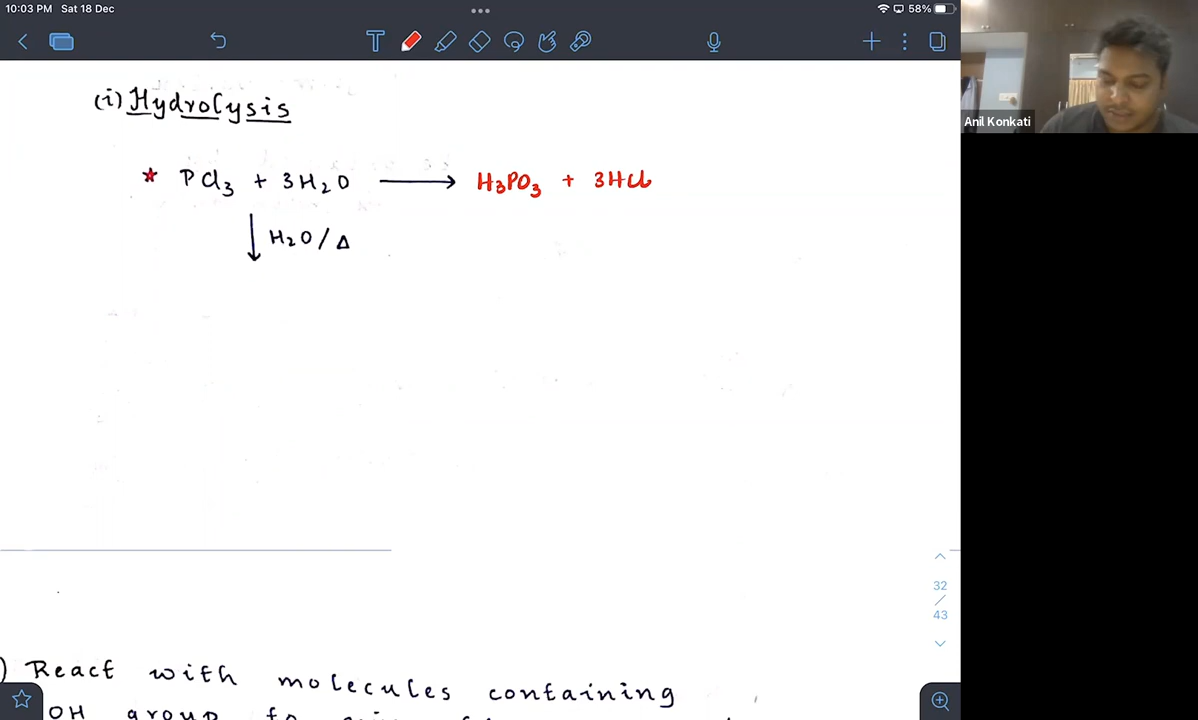 10:03 PM Sat 18 Dec
58%
Anil Konkati
(i) Hydrolysis
★ PCl3 + 3H2O ⟶ H3PO3 + 3HCl
↓ H2O/Δ
32
/
43
) React with molecules containing
OH group